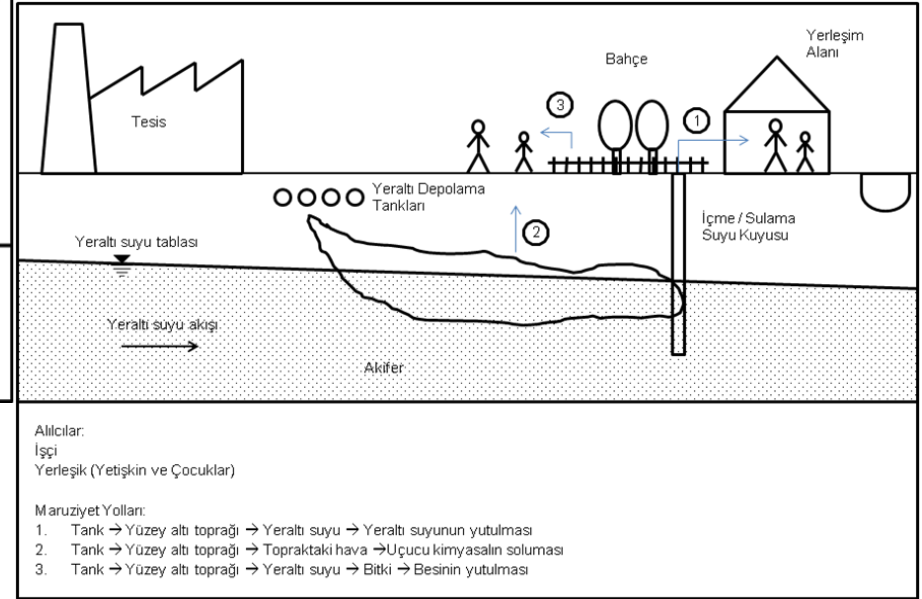 Yerleşim
Alanı
Bahçe
3
1
Tesis
Yeraltı Depolama
Tankları
2
İçme / Sulama
Suyu Kuyusu
Yeraltı suyu tablası
Yeraltı suyu akışı
Akifer
Alılcılar:
İşçi
Yerleşik (Yetişkin ve Çocuklar)
Maruziyet Yolları:
1. Tank → Yüzey altı toprağı → Yeraltı suyu → Yeraltı suyunun yutulması
2. Tank → Yüzey altı toprağı → Topraktaki hava →Uçucu kimyasalın soluması
3. Tank → Yüzey altı toprağı → Yeraltı suyu → Bitki → Besinin yutulması